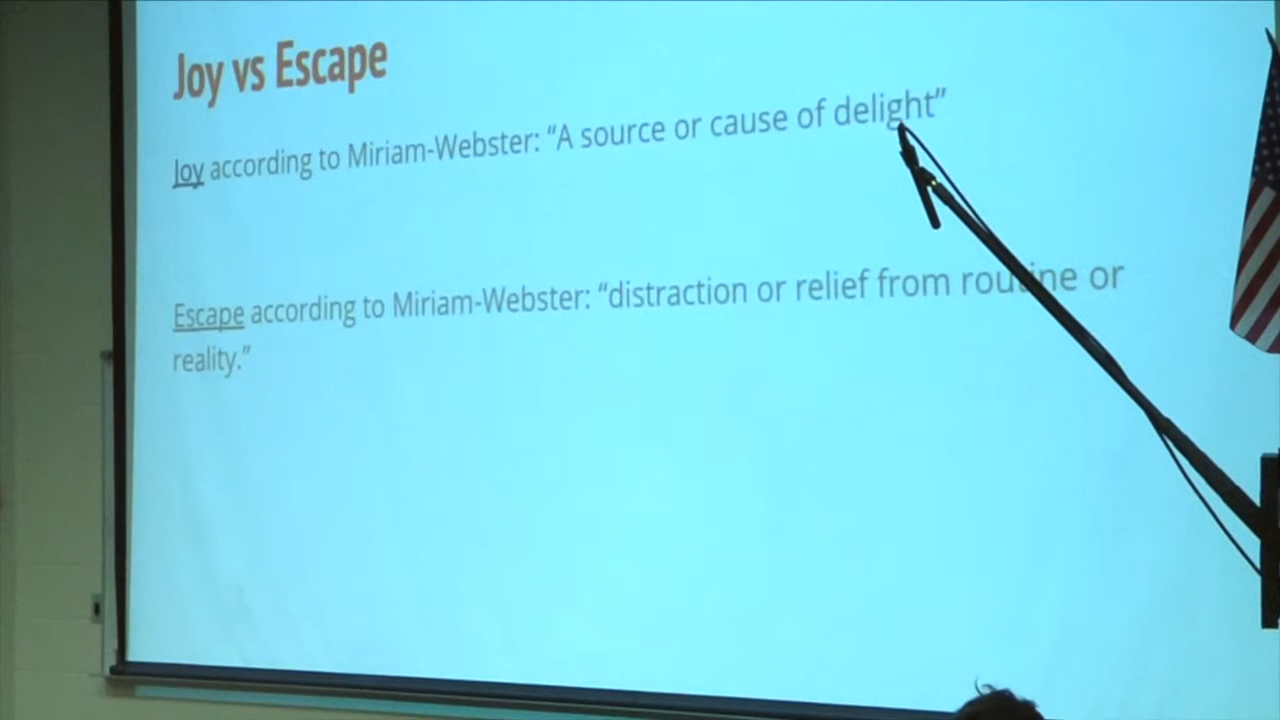 Joy vs Escape
Joy according to Miriam-Webster: “A source or cause of delight”
Escape according to Miriam-Webster: “distraction or relief from routine or
reality.”